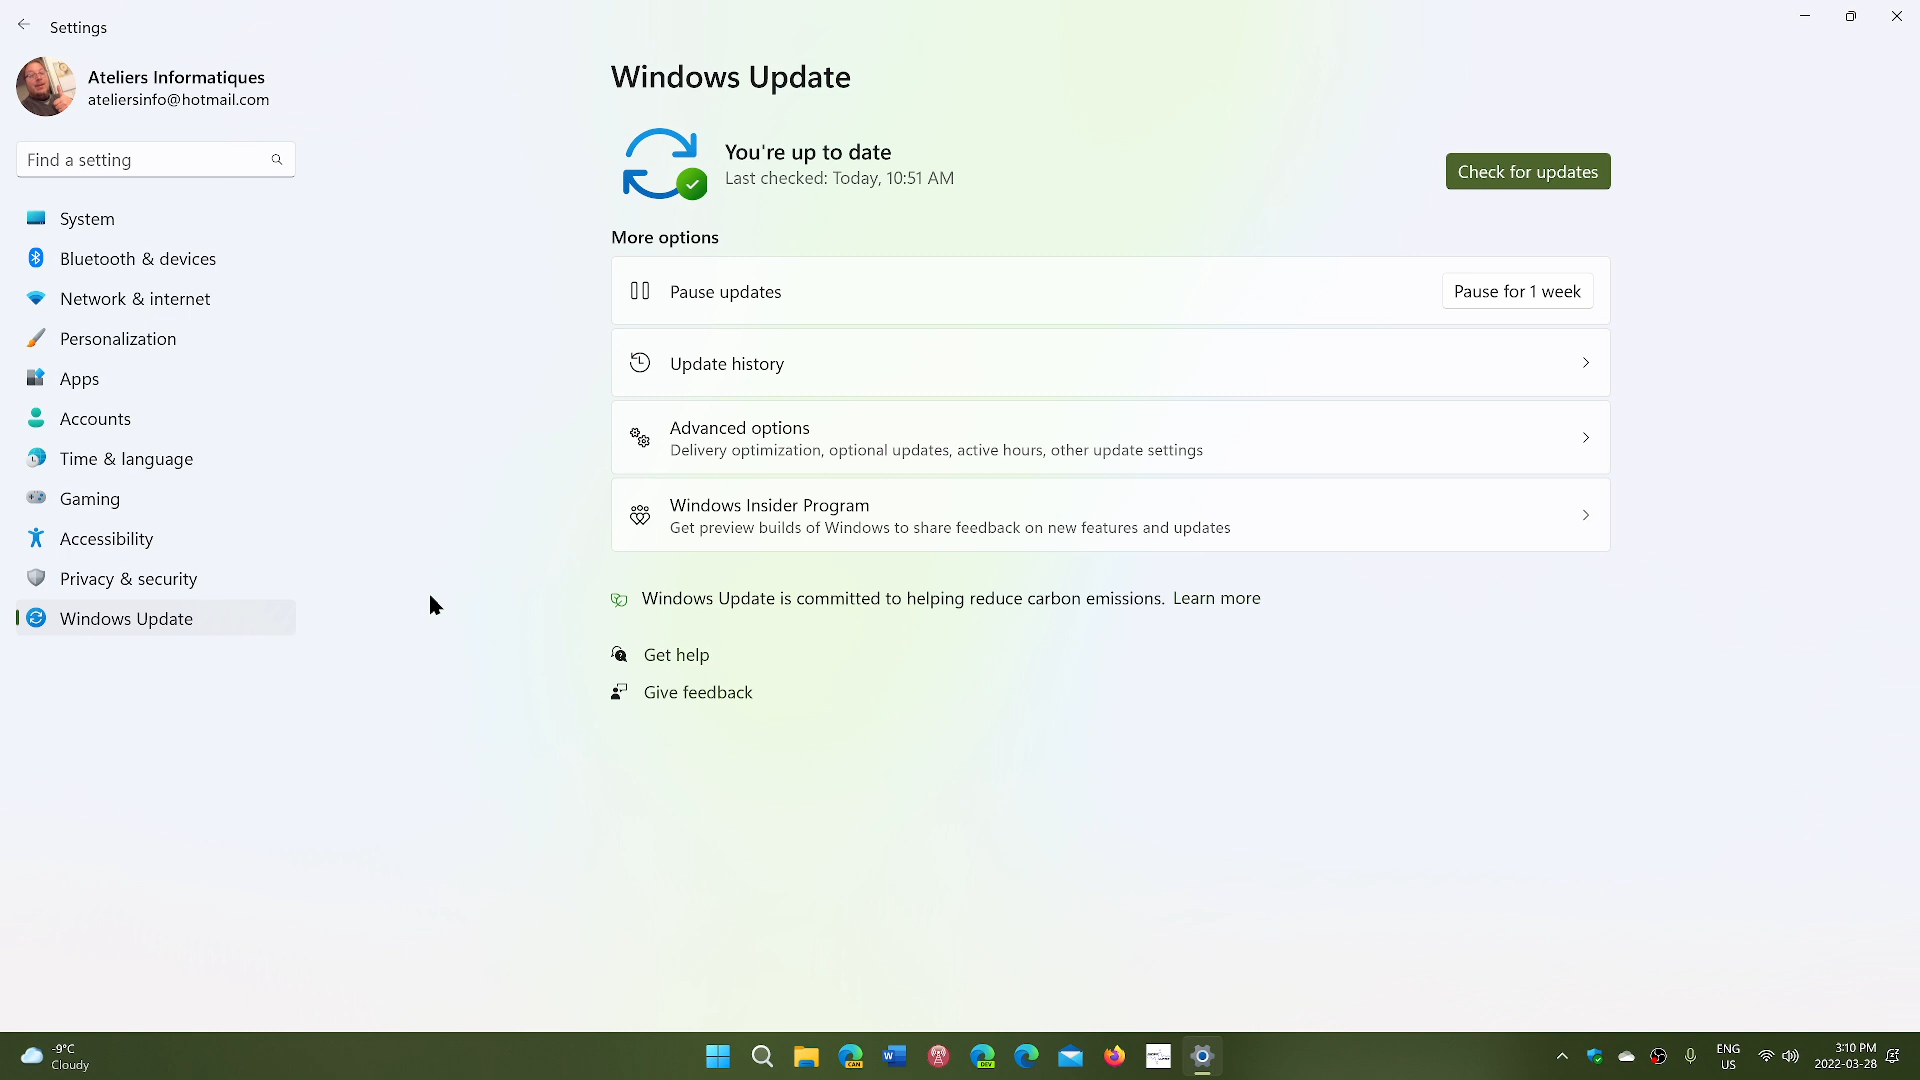 Settings
Ateliers Informatiques
ateliersinfo@hotmail.com
Find a setting
System
Bluetooth & devices
Network & internet
Personalization
Apps
Accounts
Time & language
Gaming
Accessibility
Privacy & security
Windows Update
Windows Update
You're up to date
Last checked: Today, 10:51 AM
Check for updates
More options
Pause updates
Pause for 1 week
Update history
Advanced options
Delivery optimization, optional updates, active hours, other update settings
Windows Insider Program
Get preview builds of Windows to share feedback on new features and updates
Windows Update is committed to helping reduce carbon emissions. Learn more
Get help
Give feedback
-9°C
Cloudy
CAN
W
DEV
ENG
US
3:10 PM
2022-03-28